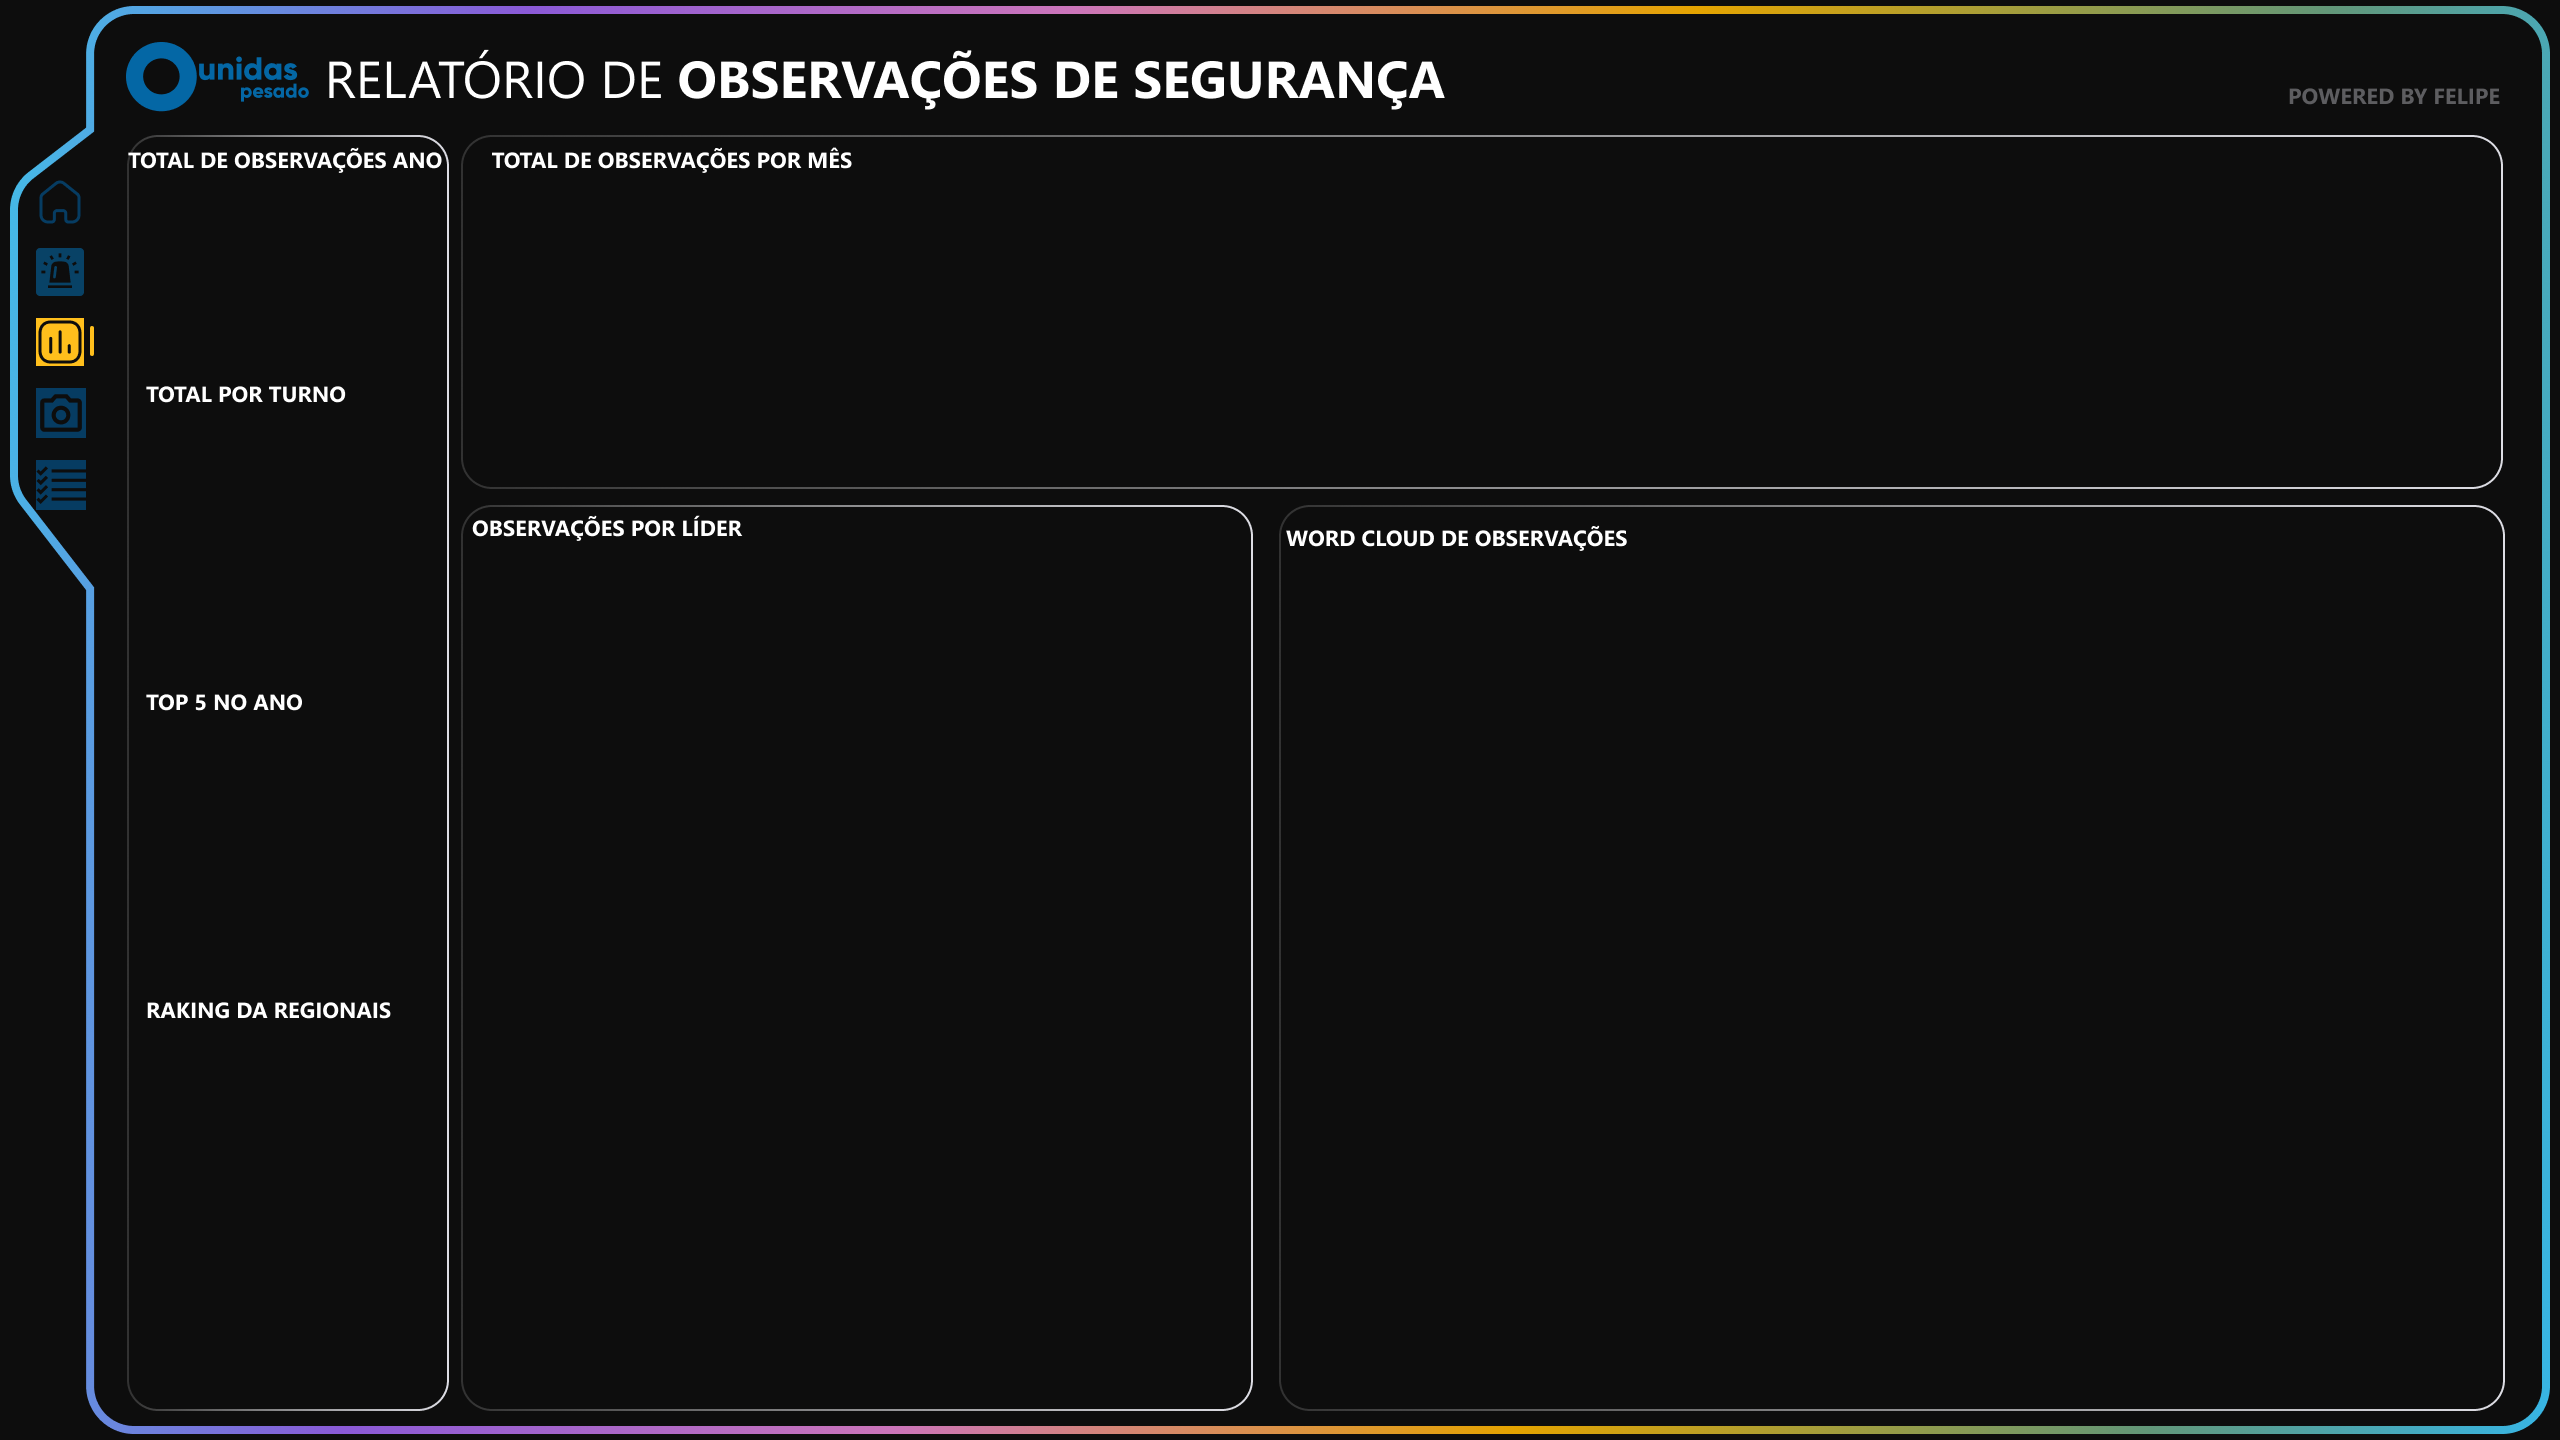 unidas
pesado
RELATÓRIO DE OBSERVAÇÕES DE SEGURANÇA
POWERED BY FELIPE
TOTAL DE OBSERVAÇÕES ANO
TOTAL DE OBSERVAÇÕES POR MÊS
TOTAL POR TURNO
OBSERVAÇÕES POR LÍDER
WORD CLOUD DE OBSERVAÇÕES
TOP 5 NO ANO
RAKING DA REGIONAIS